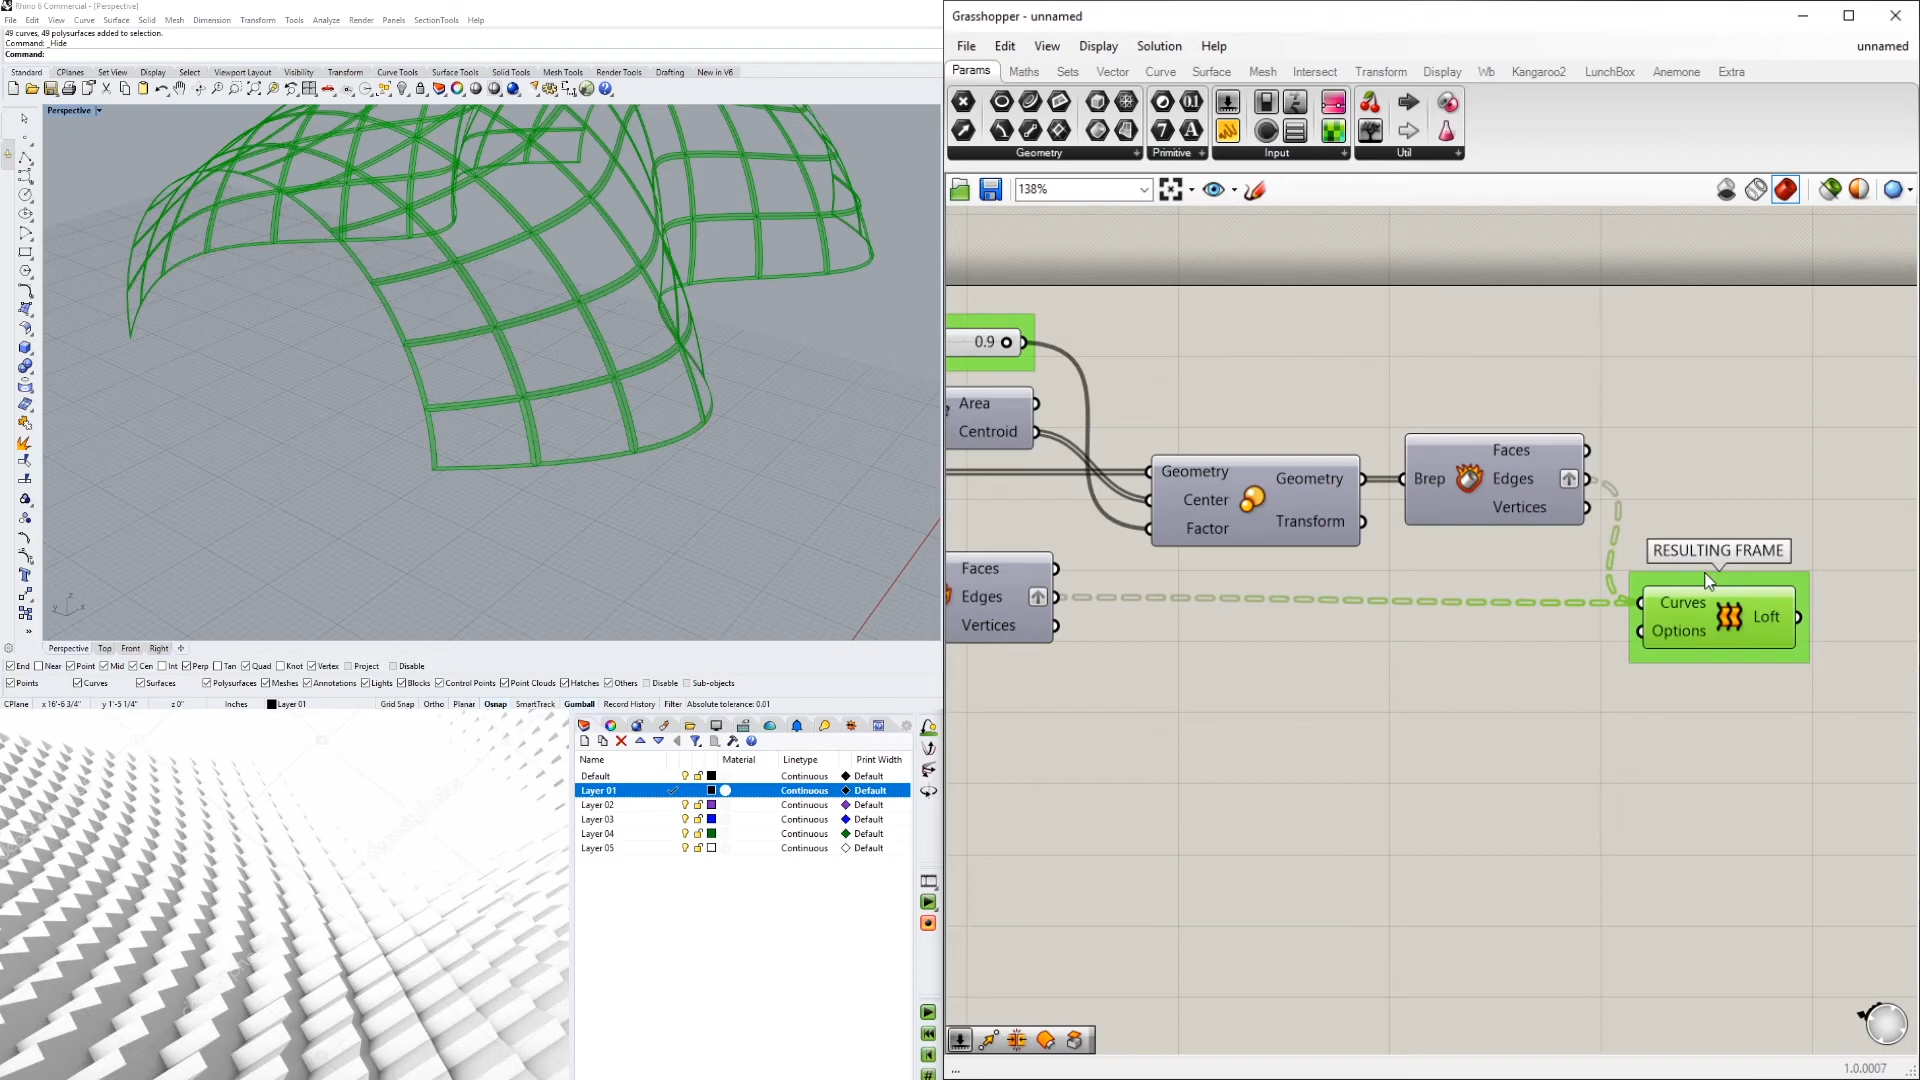 Rhino 6 Commercial - [Perspective]
File Edit View Curve Surface Solid Mesh Dimension Transform Tools Analyze Render Panels SectionTools Help
49 curves, 49 polysurfaces added to selection.
Command: _Hide
Command:
Standard CPlanes Set View Display Select Viewport Layout Visibility Transform Curve Tools Surface Tools Solid Tools Mesh Tools Render Tools Drafting New in V6
Perspective
z
y
x
Perspective Top Front Right
End Near Point Mid Cen Int Perp Tan Quad Knot Vertex Project Disable
Points Curves Surfaces Polysurfaces Meshes Annotations Lights Blocks Control Points Point Clouds Hatches Others Disable Sub-objects
CPlane x 16'-6 3/4" y 1'-5 1/4" z 0" Inches Layer 01 Grid Snap Ortho Planar Osnap SmartTrack Gumball Record History Filter Absolute tolerance: 0.01
Name Material Linetype Print Width
Default Continuous Default
Layer 01 Continuous Default
Layer 02 Continuous Default
Layer 03 Continuous Default
Layer 04 Continuous Default
Layer 05 Continuous Default
Grasshopper - unnamed
File Edit View Display Solution Help unnamed
Params Maths Sets Vector Curve Surface Mesh Intersect Transform Display Wb Kangaroo2 LunchBox Anemone Extra
Geometry Primitive Input Util
138%
0.9
Area
Centroid
Geometry
Center
Factor
Geometry
Transform
Brep
Faces
Edges
Vertices
Faces
Edges
Vertices
RESULTING FRAME
Curves
Options
Loft
...
1.0.0007